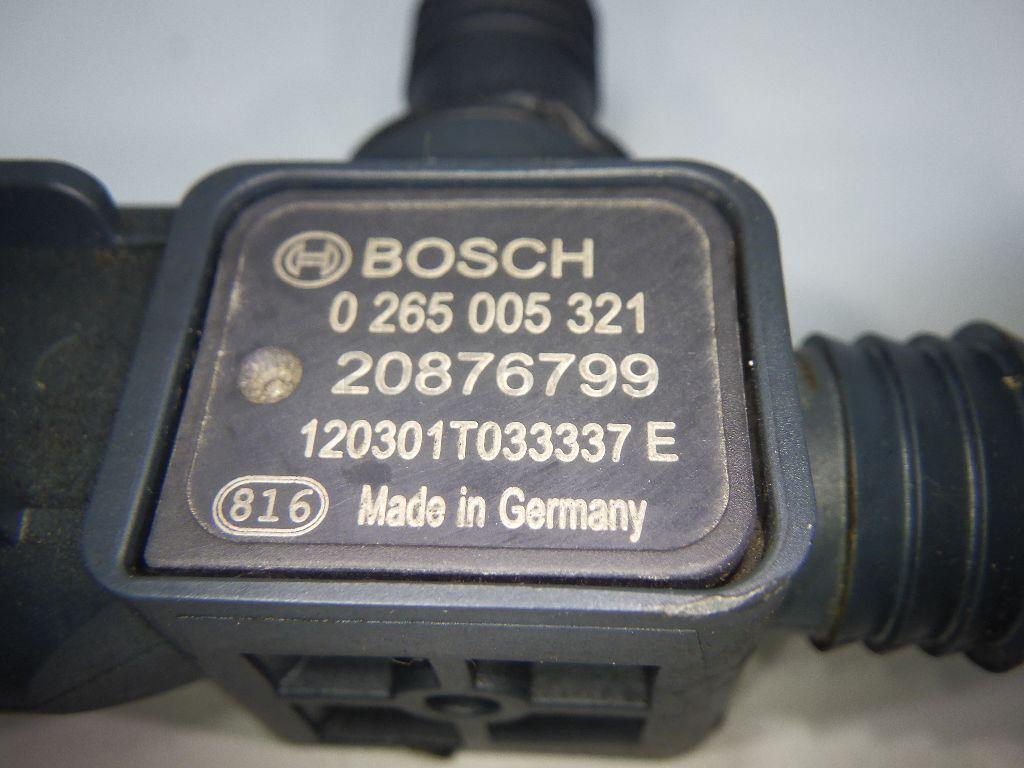 BOSCH
0 265 005 321
20876799
120301T033337 E
816 Made in Germany